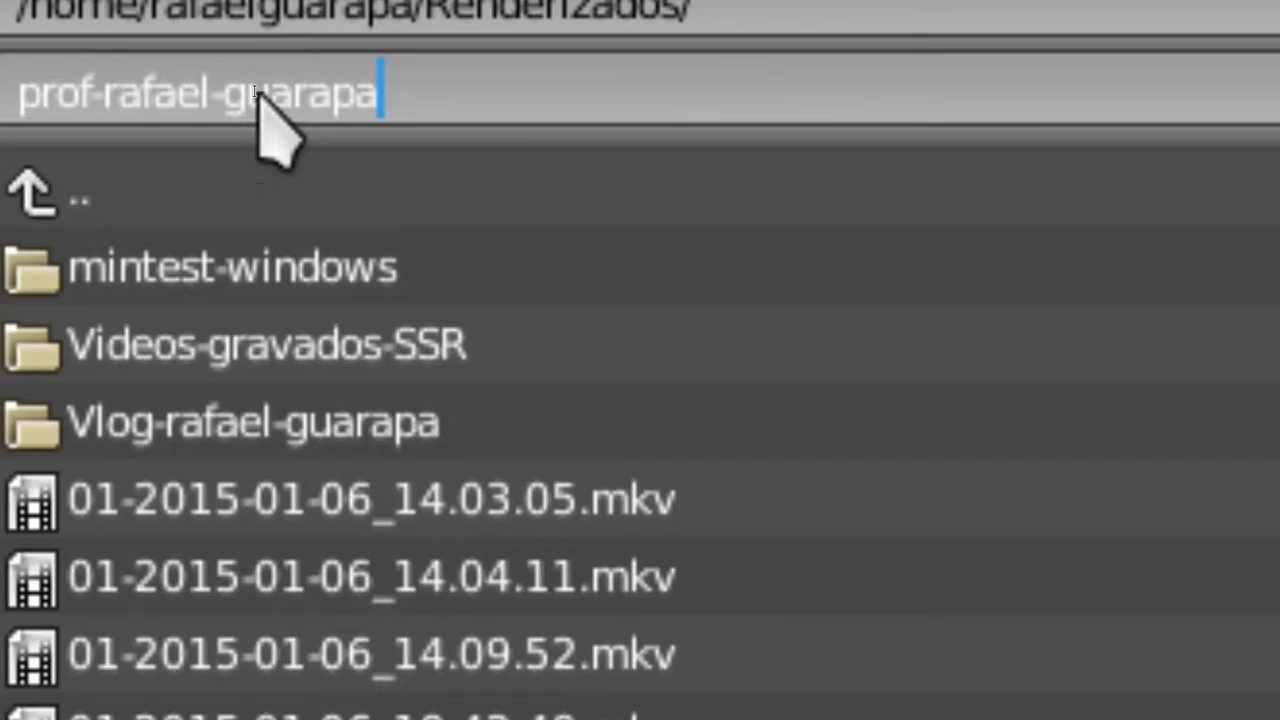 /home/rafaelguarapa/Renderizados/
prof-rafael-guarapa
..
mintest-windows
Videos-gravados-SSR
Vlog-rafael-guarapa
01-2015-01-06_14.03.05.mkv
01-2015-01-06_14.04.11.mkv
01-2015-01-06_14.09.52.mkv